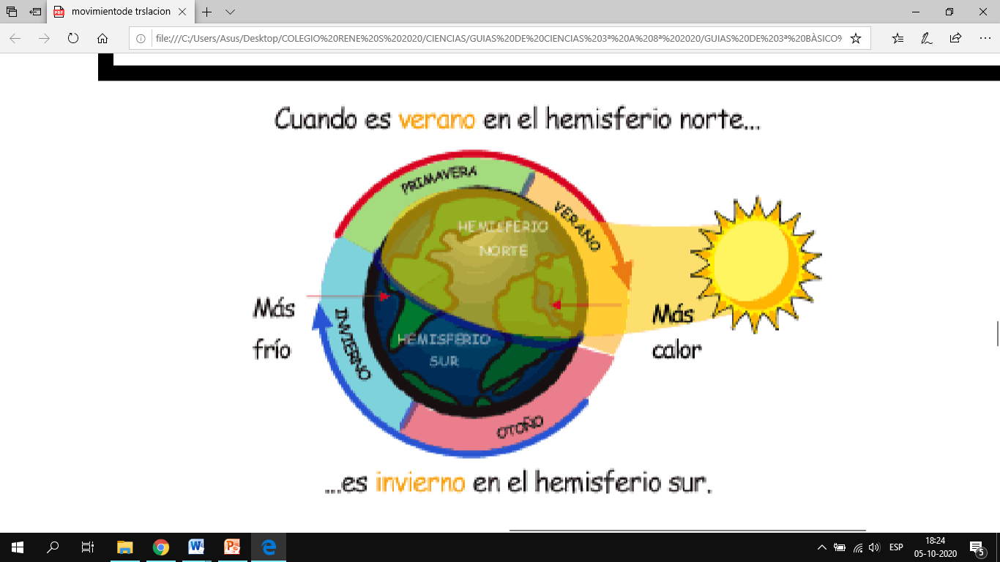 movimientode trslacion
file:///C:/Users/Asus/Desktop/COLEGIO%20RENE%20S%202020/CIENCIAS/GUIAS%20DE%20CIENCIAS%203ª%20A%208ª%202020/GUIAS%20DE%203ª%20BÀSICO%
Cuando es verano en el hemisferio norte...
PRIMAVERA
VERANO
HEMISFERIO
NORTE
Más
frío
Más
calor
INVIERNO
HEMISFERIO
SUR
OTOÑO
...es invierno en el hemisferio sur.
ESP
18:24
05-10-2020
5